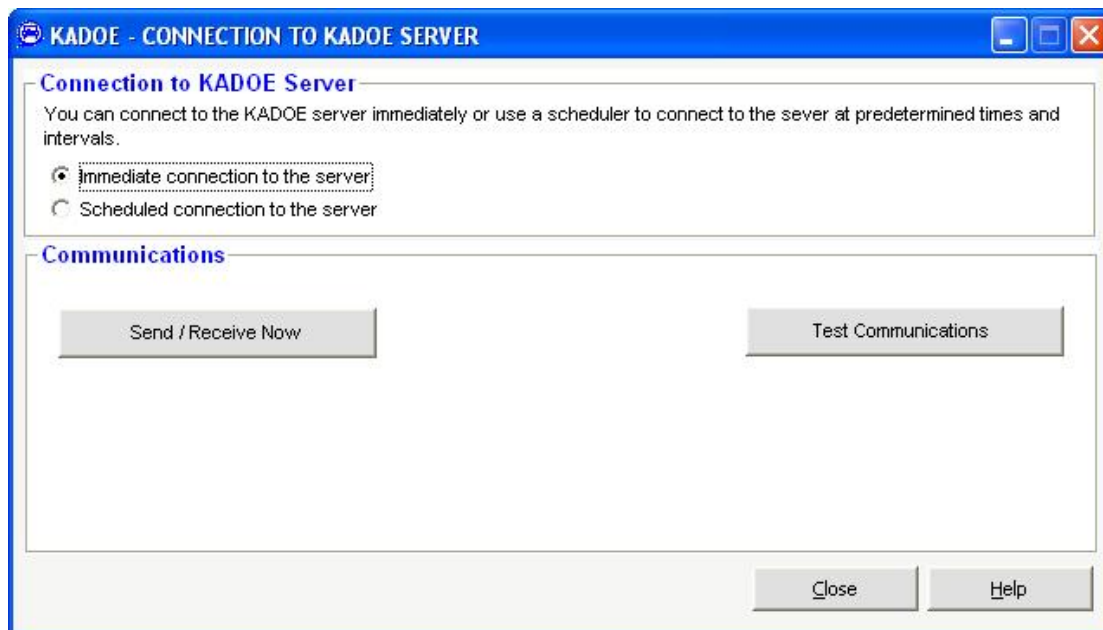 KADOE - CONNECTION TO KADOE SERVER
Connection to KADOE Server
You can connect to the KADOE server immediately or use a scheduler to connect to the sever at predetermined times and
intervals.
Immediate connection to the server
Scheduled connection to the server
Communications
Send / Receive Now
Test Communications
Close
Help